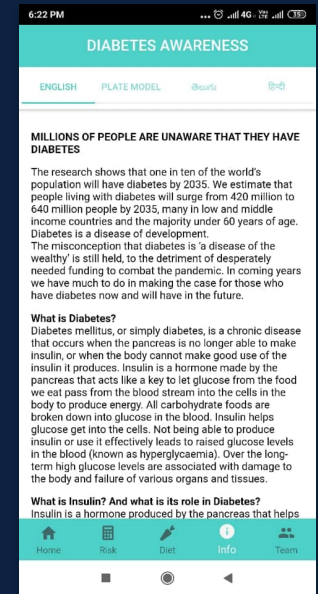 6:22 PM ... 4G VoLTE 35
DIABETES AWARENESS
ENGLISH PLATE MODEL తెలుగు हिन्दी
MILLIONS OF PEOPLE ARE UNAWARE THAT THEY HAVE
DIABETES
The research shows that one in ten of the world's
population will have diabetes by 2035. We estimate that
people living with diabetes will surge from 420 million to
640 million people by 2035, many in low and middle
income countries and the majority under 60 years of age.
Diabetes is a disease of development.
The misconception that diabetes is 'a disease of the
wealthy' is still held, to the detriment of desperately
needed funding to combat the pandemic. In coming years
we have much to do in making the case for those who
have diabetes now and will have in the future.
What is Diabetes?
Diabetes mellitus, or simply diabetes, is a chronic disease
that occurs when the pancreas is no longer able to make
insulin, or when the body cannot make good use of the
insulin it produces. Insulin is a hormone made by the
pancreas that acts like a key to let glucose from the food
we eat pass from the blood stream into the cells in the
body to produce energy. All carbohydrate foods are
broken down into glucose in the blood. Insulin helps
glucose get into the cells. Not being able to produce
insulin or use it effectively leads to raised glucose levels
in the blood (known as hyperglycaemia). Over the long-
term high glucose levels are associated with damage to
the body and failure of various organs and tissues.
What is Insulin? And what is its role in Diabetes?
Insulin is a hormone produced by the pancreas that helps
Home Risk Diet Info Team